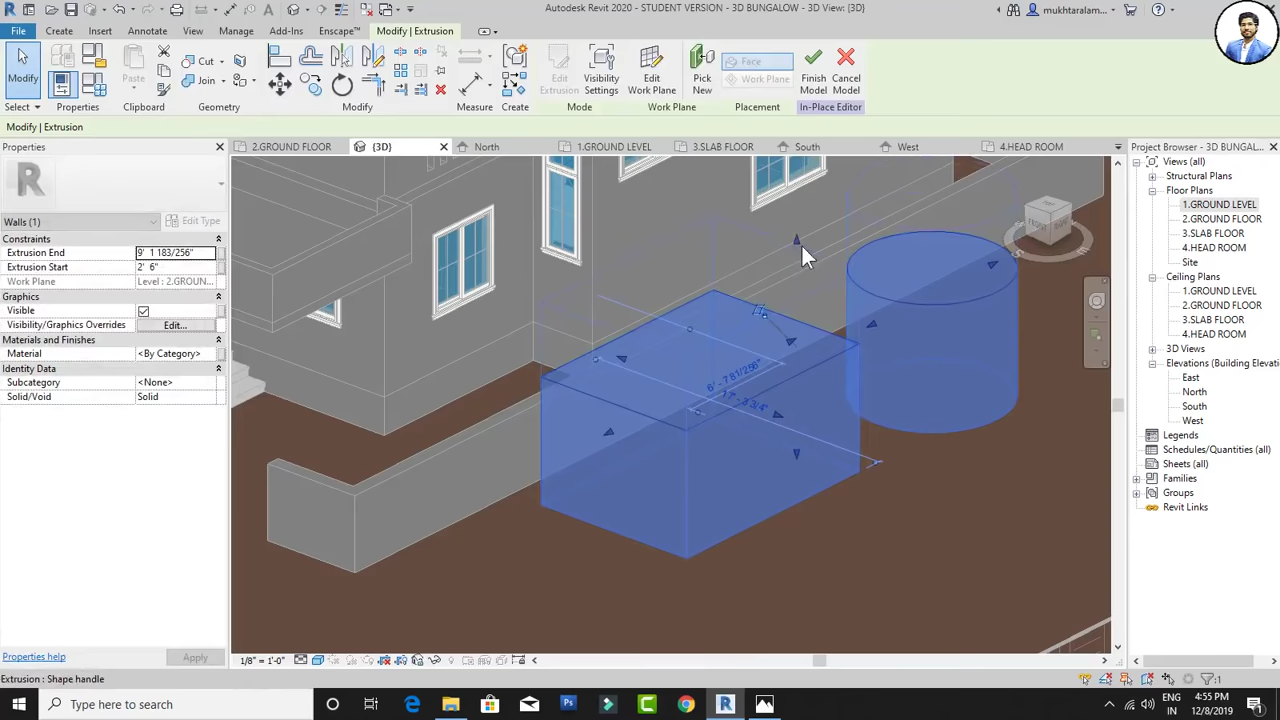 Autodesk Revit 2020 - STUDENT VERSION - 3D BUNGALOW - 3D View: {3D}
mukhtaralam...
File Create Insert Annotate View Manage Add-Ins Enscape™ Modify | Extrusion
Modify Paste Cut Join Edit Extrusion Visibility Settings Edit Work Plane Pick New Face Work Plane Finish Model Cancel Model
Select Properties Clipboard Geometry Modify Measure Create Mode Work Plane Placement In-Place Editor
Modify | Extrusion
Properties 2.GROUND FLOOR {3D} North 1.GROUND LEVEL 3.SLAB FLOOR South West 4.HEAD ROOM Project Browser - 3D BUNGAL...
Views (all)
Structural Plans
Floor Plans
1.GROUND LEVEL
2.GROUND FLOOR
3.SLAB FLOOR
4.HEAD ROOM
Site
Ceiling Plans
1.GROUND LEVEL
2.GROUND FLOOR
3.SLAB FLOOR
4.HEAD ROOM
3D Views
Elevations (Building Elevati
East
North
South
West
Legends
Schedules/Quantities (all)
Sheets (all)
Families
Groups
Revit Links
Walls (1) Edit Type
Constraints
Extrusion End 9' 1 183/256"
Extrusion Start 2' 6"
Work Plane Level : 2.GROUN...
Graphics
Visible
Visibility/Graphics Overrides Edit...
Materials and Finishes
Material <By Category>
Identity Data
Subcategory <None>
Solid/Void Solid
6' - 7 81/256"
Properties help Apply
1/8" = 1'-0"
Extrusion : Shape handle
:1
Type here to search
ENG
IN
4:55 PM
12/8/2019